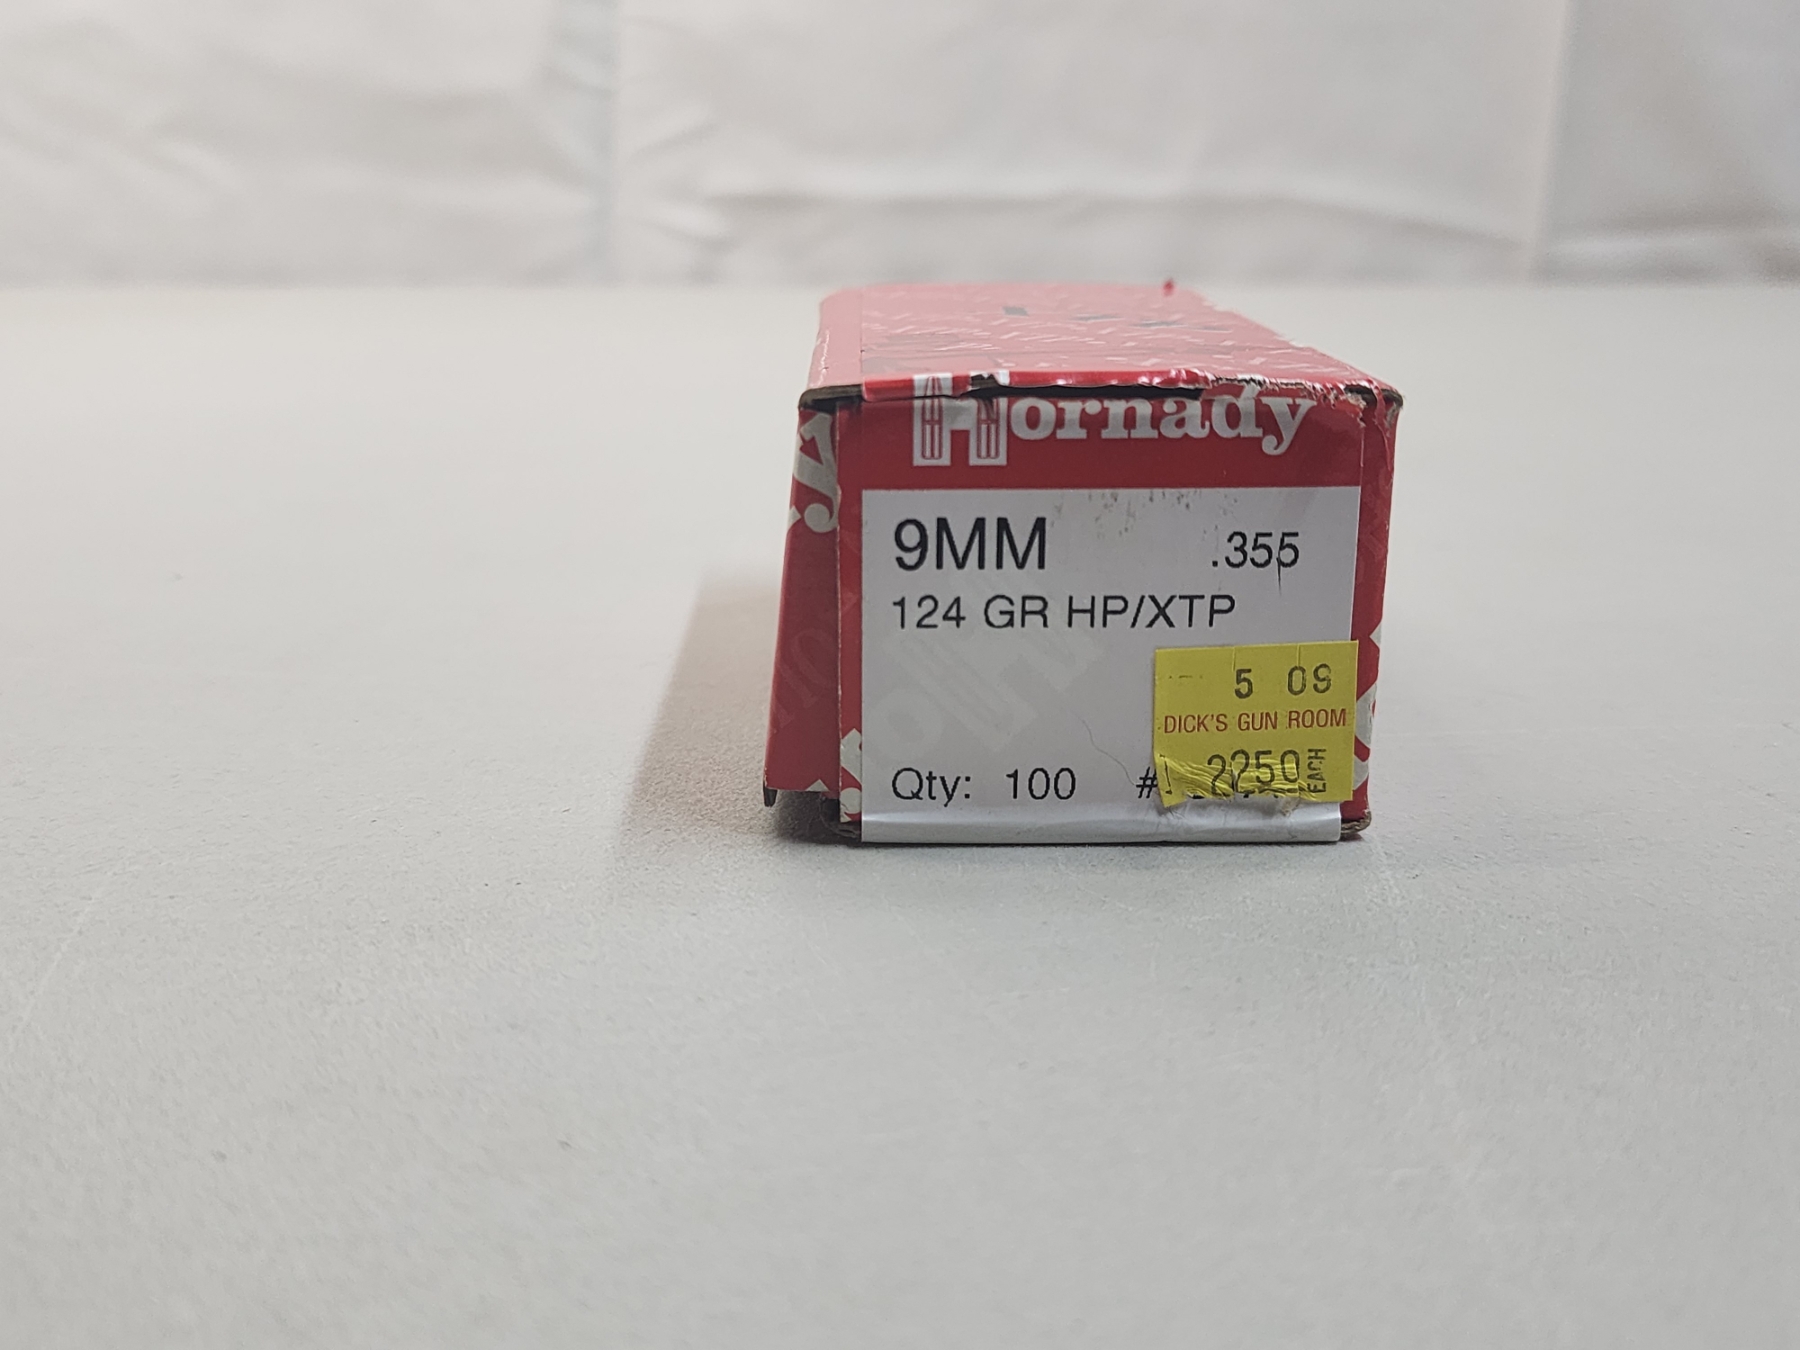 Hornady
9MM .355
124 GR HP/XTP
5 09
DICK'S GUN ROOM
Qty: 100 #
2250 EACH